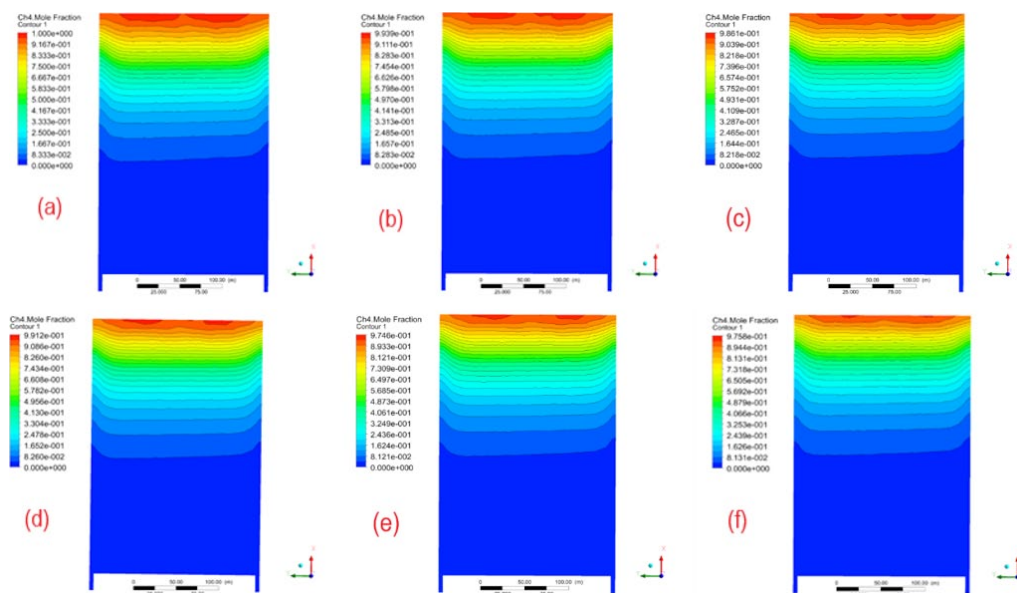 Ch4.Mole Fraction
Contour 1
1.000e+000
9.167e-001
8.333e-001
7.500e-001
6.667e-001
5.833e-001
5.000e-001
4.167e-001
3.333e-001
2.500e-001
1.667e-001
8.333e-002
0.000e+000
(a)
0 50.00 100.00 (m)
25.000 75.00
Ch4.Mole Fraction
Contour 1
9.939e-001
9.111e-001
8.283e-001
7.454e-001
6.626e-001
5.798e-001
4.970e-001
4.141e-001
3.313e-001
2.485e-001
1.657e-001
8.283e-002
0.000e+000
(b)
0 50.00 100.00 (m)
25.000 75.00
Ch4.Mole Fraction
Contour 1
9.861e-001
9.039e-001
8.218e-001
7.396e-001
6.574e-001
5.752e-001
4.931e-001
4.109e-001
3.287e-001
2.465e-001
1.644e-001
8.218e-002
0.000e+000
(c)
0 50.00 100.00 (m)
25.000 75.00
Ch4.Mole Fraction
Contour 1
9.912e-001
9.086e-001
8.260e-001
7.434e-001
6.608e-001
5.782e-001
4.956e-001
4.130e-001
3.304e-001
2.478e-001
1.652e-001
8.260e-002
0.000e+000
(d)
0 50.00 100.00 (m)
Ch4.Mole Fraction
Contour 1
9.746e-001
8.933e-001
8.121e-001
7.309e-001
6.497e-001
5.685e-001
4.873e-001
4.061e-001
3.249e-001
2.436e-001
1.624e-001
8.121e-002
0.000e+000
(e)
0 50.00 100.00 (m)
Ch4.Mole Fraction
Contour 1
9.758e-001
8.944e-001
8.131e-001
7.318e-001
6.505e-001
5.692e-001
4.879e-001
4.066e-001
3.253e-001
2.439e-001
1.626e-001
8.131e-002
0.000e+000
(f)
0 50.00 100.00 (m)